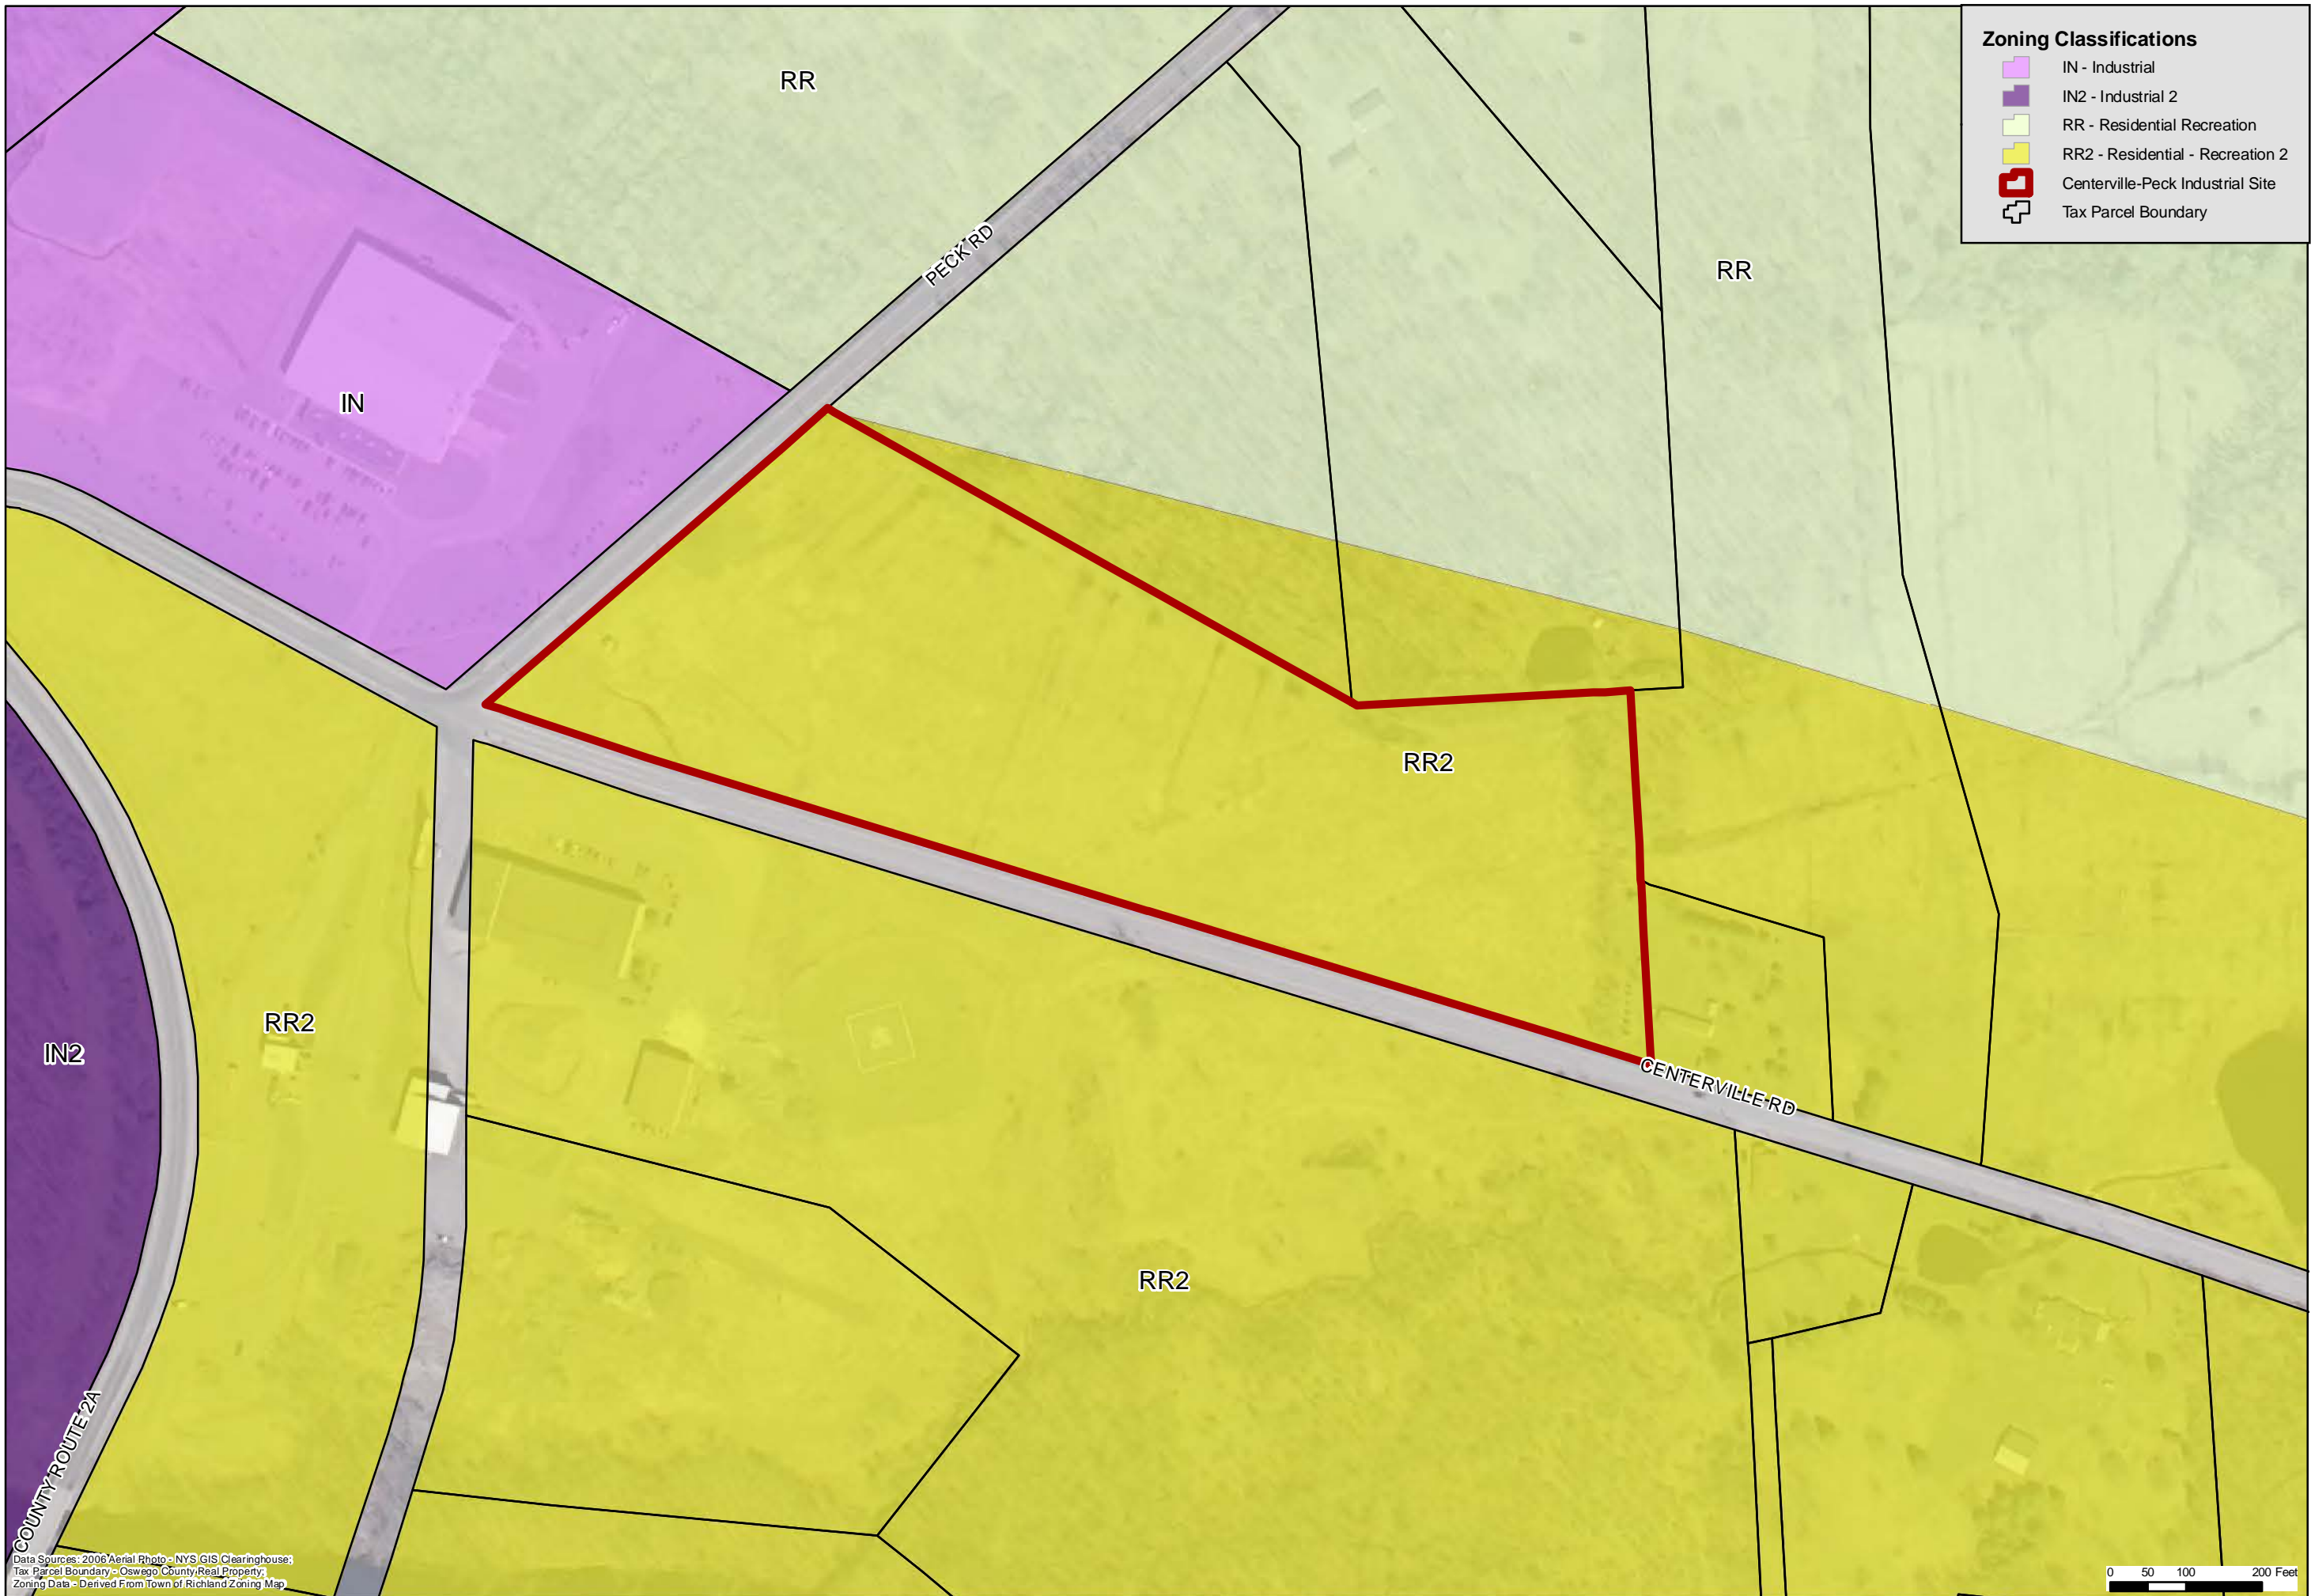 Zoning Classifications
IN - Industrial
IN2 - Industrial 2
RR - Residential Recreation
RR2 - Residential - Recreation 2
Centerville-Peck Industrial Site
Tax Parcel Boundary
RR
PECK RD
RR
IN
RR2
RR2
IN2
CENTERVILLE RD
RR2
COUNTY ROUTE 2A
Data Sources: 2006 Aerial Photo - NYS GIS Clearinghouse;
Tax Parcel Boundary - Oswego County Real Property;
Zoning Data - Derived From Town of Richland Zoning Map
0 50 100 200 Feet